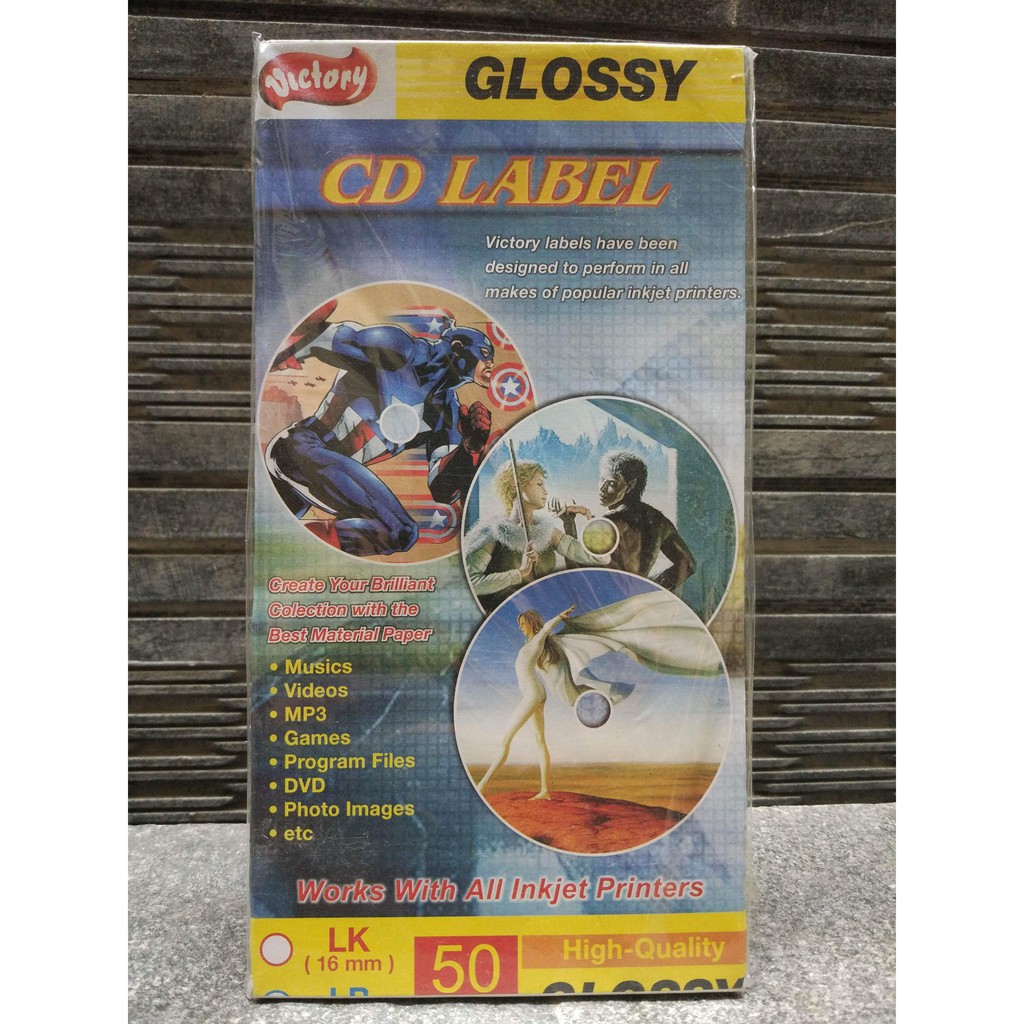 Victory
GLOSSY
CD LABEL
Victory labels have been
designed to perform in all
makes of popular inkjet printers.
Create Your Brilliant
Colection with the
Best Material Paper
• Musics
• Videos
• MP3
• Games
• Program Files
• DVD
• Photo Images
• etc
Works With All Inkjet Printers
LK
( 16 mm )
50
High-Quality
GLOSSY